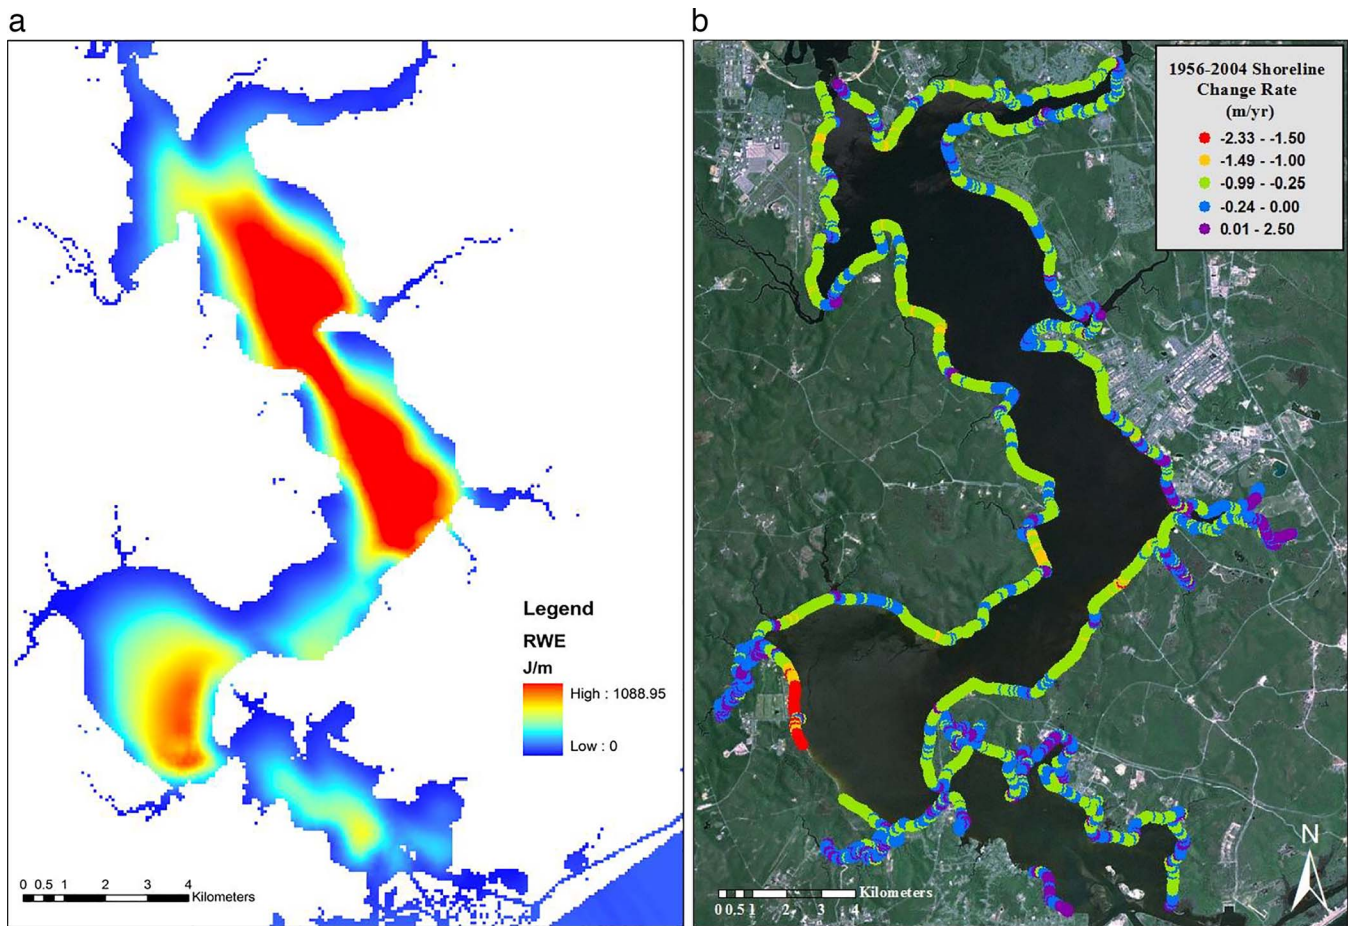 a
Legend
RWE
J/m
High : 1088.95
Low : 0
0 0.5 1 2 3 4
Kilometers
b
1956-2004 Shoreline
Change Rate
(m/yr)
-2.33 - -1.50
-1.49 - -1.00
-0.99 - -0.25
-0.24 - 0.00
0.01 - 2.50
N
Kilometers
0 0.5 1 2 3 4